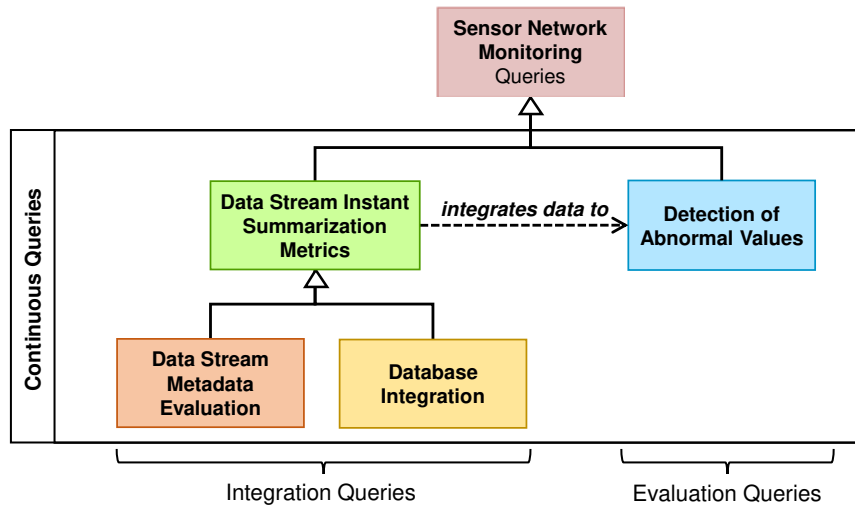 Sensor Network
Monitoring
Queries
Continuous Queries
Data Stream Instant
Summarization
Metrics
integrates data to
Detection of
Abnormal Values
Data Stream
Metadata
Evaluation
Database
Integration
Integration Queries
Evaluation Queries